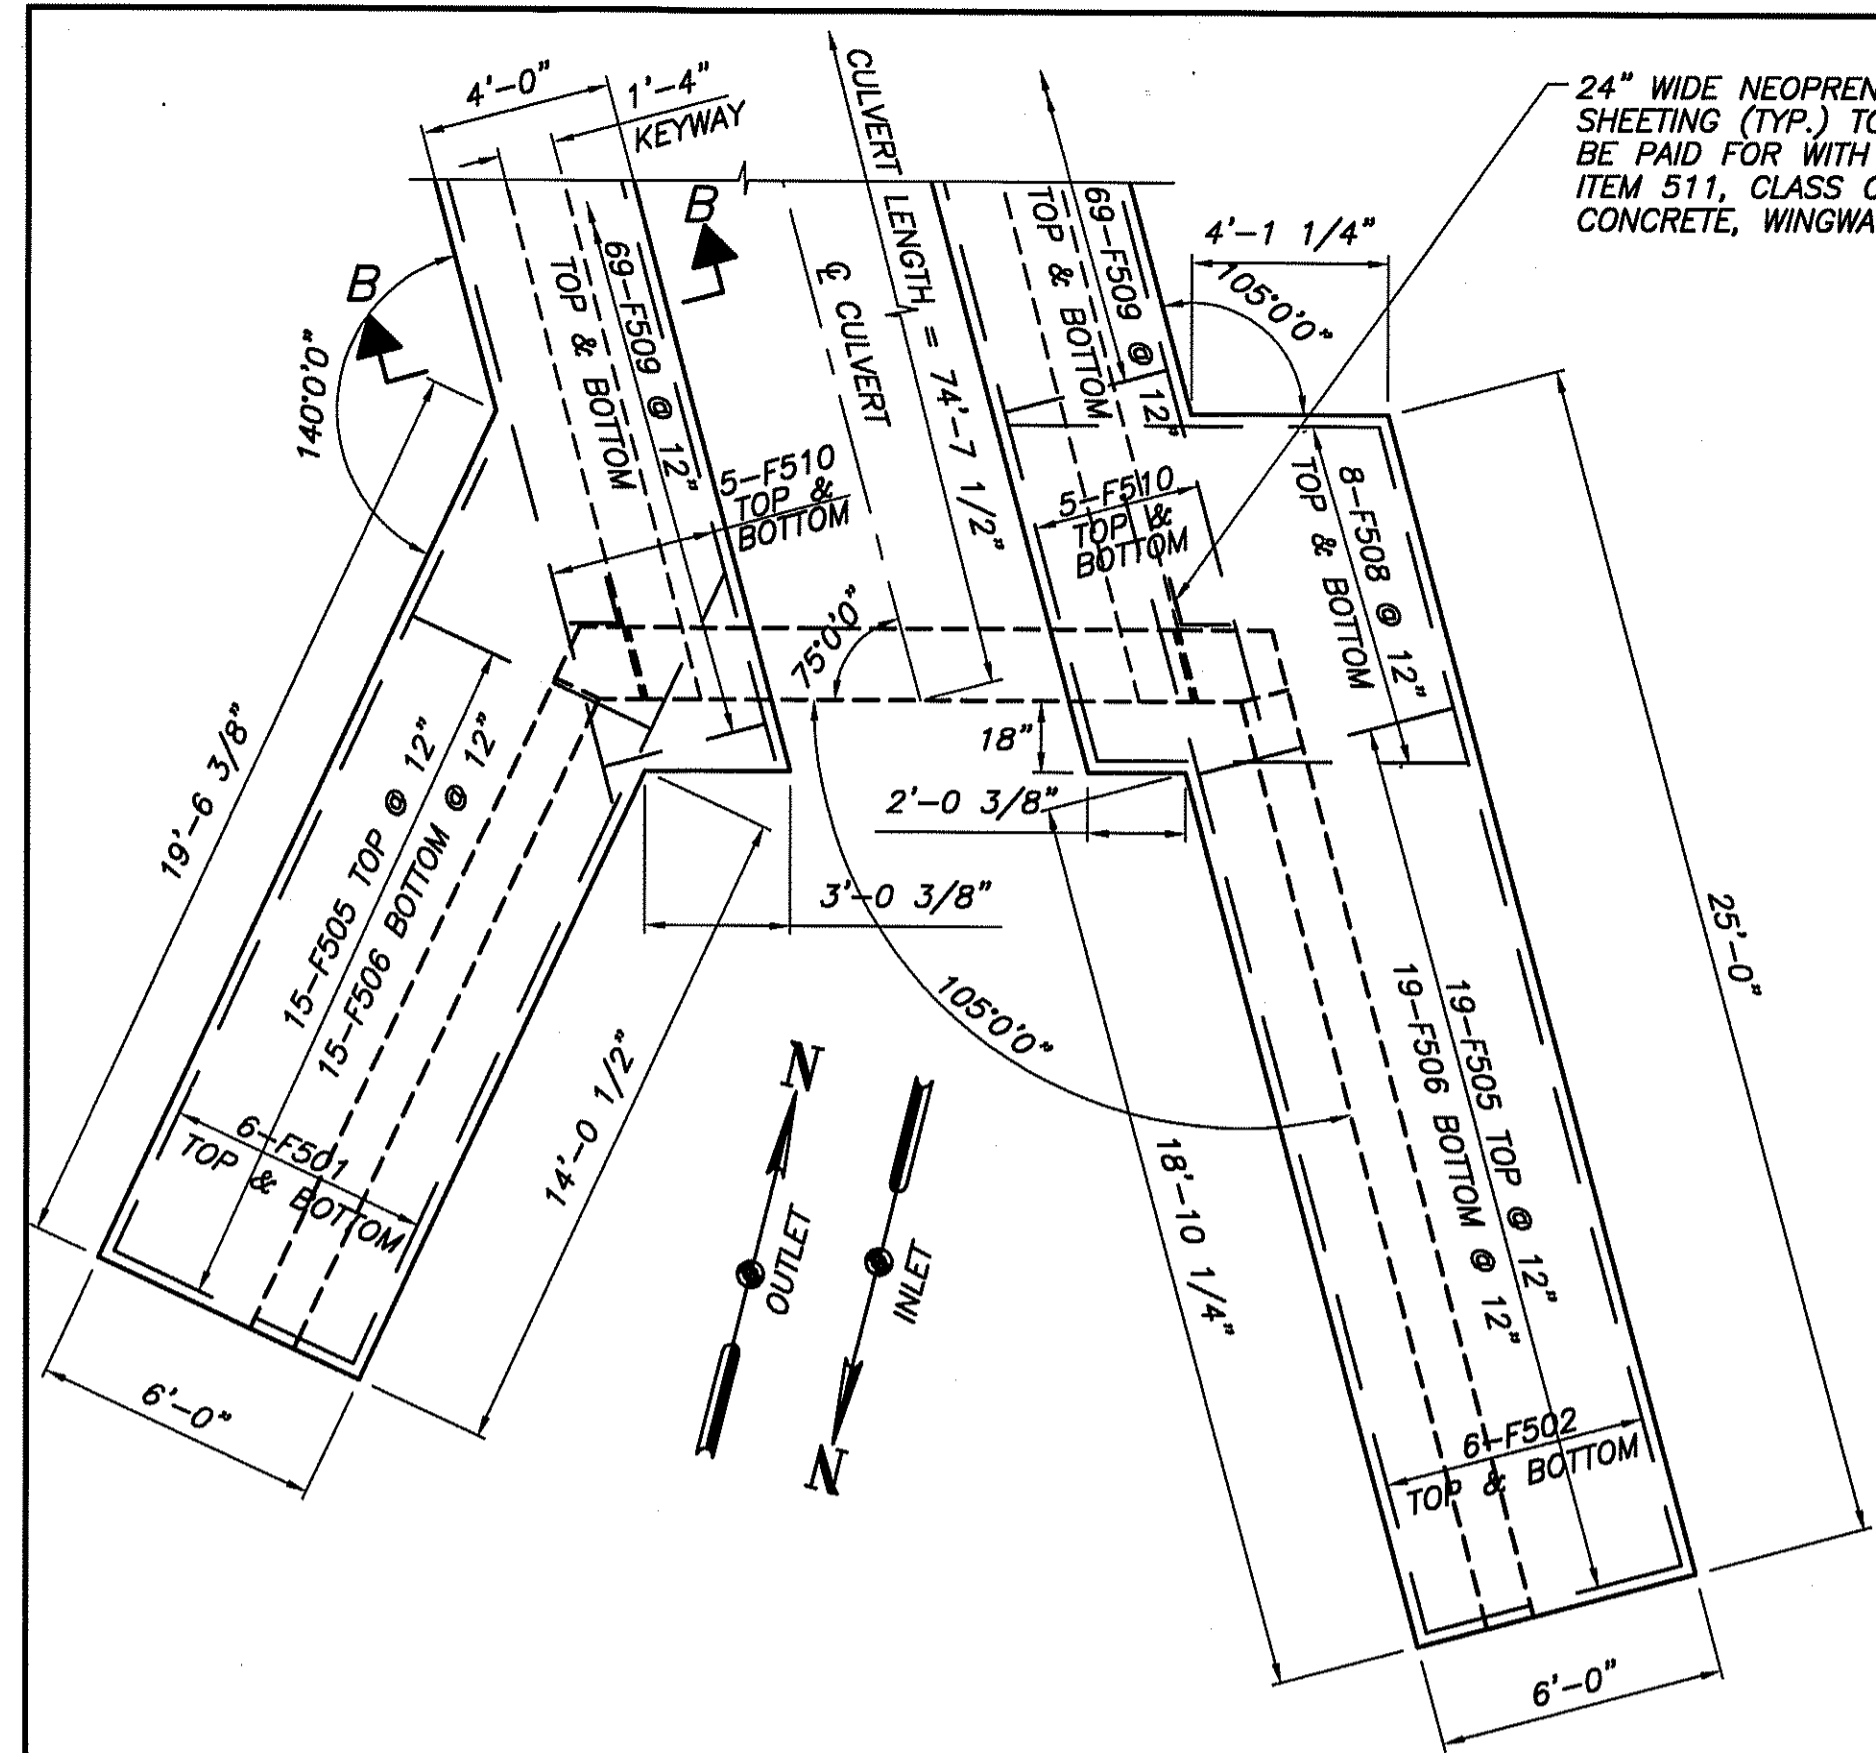 4'-0"
1'-4"
KEYWAY
CULVERT LENGTH = 74'-7 1/2"
24" WIDE NEOPREN
SHEETING (TYP.) TO
BE PAID FOR WITH
ITEM 511, CLASS C
CONCRETE, WINGWA
B
B
69-F509 @ 12"
TOP & BOTTOM
℄ CULVERT
69-F509 @ 12"
TOP & BOTTOM
4'-1 1/4"
105°0'0"
140°0'0"
5-F510
TOP &
BOTTOM
5-F510
TOP &
BOTTOM
8-F508 @ 12"
TOP & BOTTOM
75°0'0"
18"
2'-0 3/8"
3'-0 3/8"
19'-6 3/8"
15-F505 TOP @ 12"
15-F506 BOTTOM @ 12"
25'-0"
105°0'0"
14'-0 1/2"
18'-10 1/4"
19-F505 TOP @ 12"
19-F506 BOTTOM @ 12"
6-F501
TOP & BOTTOM
N
OUTLET
INLET
N
6-F502
TOP & BOTTOM
6'-0"
6'-0"